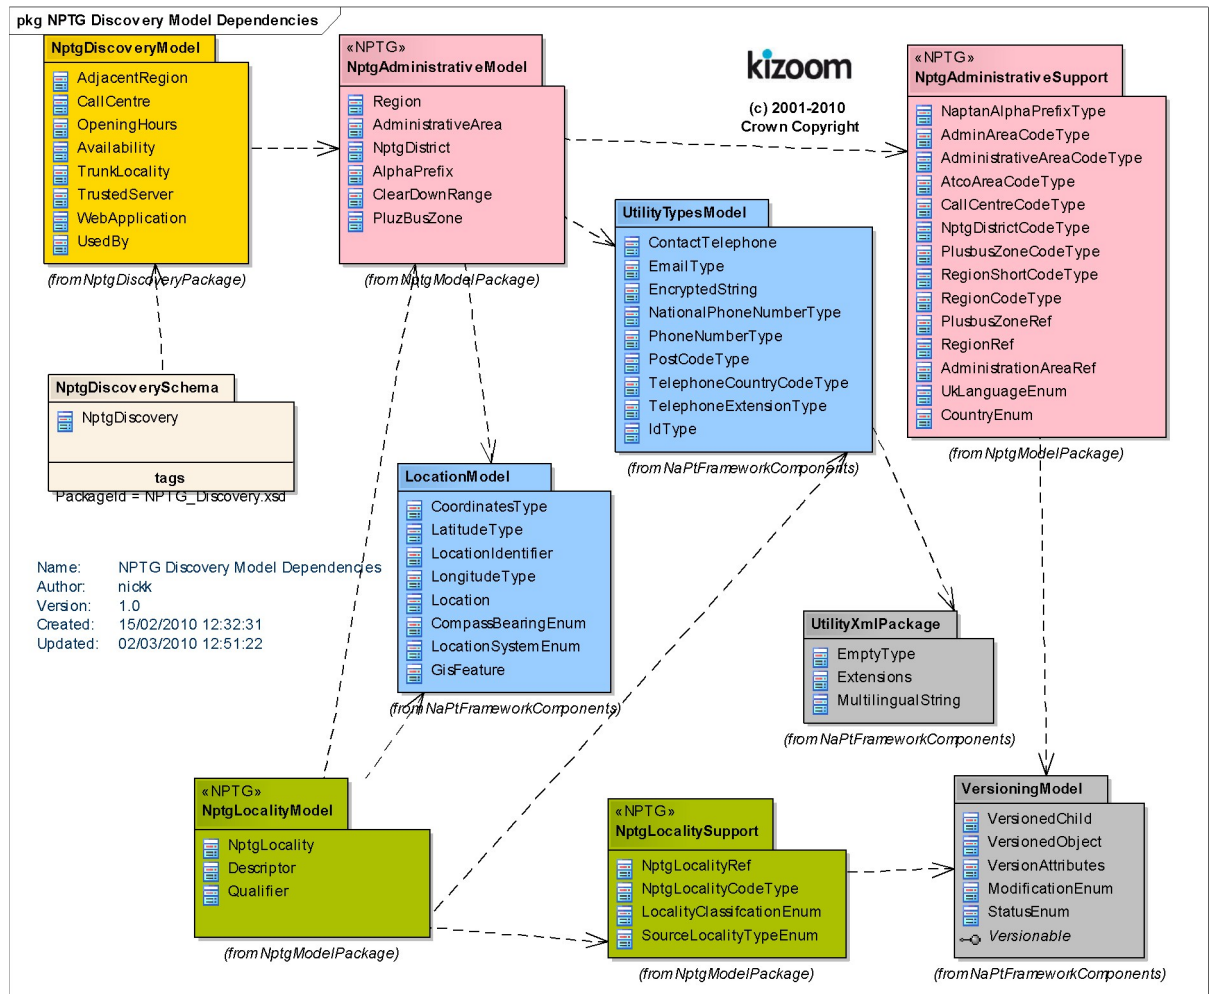 pkg NPTG Discovery Model Dependencies
NptgDiscoveryModel
AdjacentRegion
CallCentre
OpeningHours
Availability
TrunkLocality
TrustedServer
WebApplication
UsedBy
(from NptgDiscoveryPackage)
«NPTG»
NptgAdministrativeModel
Region
AdministrativeArea
NptgDistrict
AlphaPrefix
ClearDownRange
PluzBusZone
(from NptgModelPackage)
kizoom
(c) 2001-2010
Crown Copyright
«NPTG»
NptgAdministrativeSupport
NaptanAlphaPrefixType
AdminAreaCodeType
AdministrativeAreaCodeType
AtcoAreaCodeType
CallCentreCodeType
NptgDistrictCodeType
PlusbusZoneCodeType
RegionShortCodeType
RegionCodeType
PlusbusZoneRef
RegionRef
AdministrationAreaRef
UkLanguageEnum
CountryEnum
(from NptgModelPackage)
UtilityTypesModel
ContactTelephone
EmailType
EncryptedString
NationalPhoneNumberType
PhoneNumberType
PostCodeType
TelephoneCountryCodeType
TelephoneExtensionType
IdType
(from NaPtFrameworkComponents)
NptgDiscoverySchema
NptgDiscovery
tags
PackageId = NPTG_Discovery.xsd
LocationModel
CoordinatesType
LatitudeType
LocationIdentifier
LongitudeType
Location
CompassBearingEnum
LocationSystemEnum
GisFeature
(from NaPtFrameworkComponents)
Name: NPTG Discovery Model Dependencies
Author: nickk
Version: 1.0
Created: 15/02/2010 12:32:31
Updated: 02/03/2010 12:51:22
UtilityXmlPackage
EmptyType
Extensions
MultilingualString
(from NaPtFrameworkComponents)
«NPTG»
NptgLocalityModel
NptgLocality
Descriptor
Qualifier
(from NptgModelPackage)
«NPTG»
NptgLocalitySupport
NptgLocalityRef
NptgLocalityCodeType
LocalityClassifcationEnum
SourceLocalityTypeEnum
(from NptgModelPackage)
VersioningModel
VersionedChild
VersionedObject
VersionAttributes
ModificationEnum
StatusEnum
Versionable
(from NaPtFrameworkComponents)